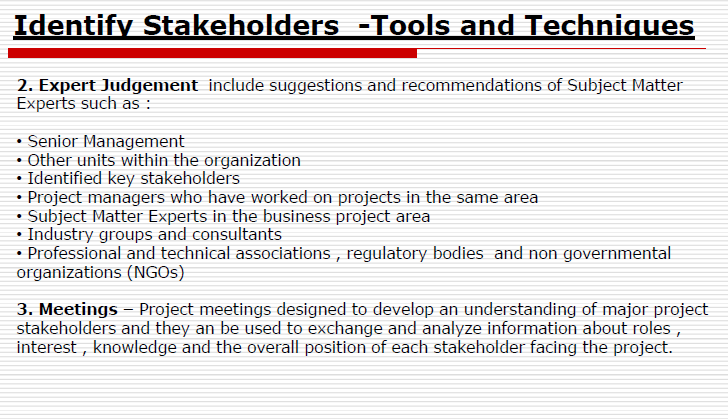 Identify Stakeholders -Tools and Techniques
2. Expert Judgement include suggestions and recommendations of Subject Matter
Experts such as :
• Senior Management
• Other units within the organization
• Identified key stakeholders
• Project managers who have worked on projects in the same area
• Subject Matter Experts in the business project area
• Industry groups and consultants
• Professional and technical associations , regulatory bodies and non governmental
organizations (NGOs)
3. Meetings – Project meetings designed to develop an understanding of major project
stakeholders and they an be used to exchange and analyze information about roles ,
interest , knowledge and the overall position of each stakeholder facing the project.